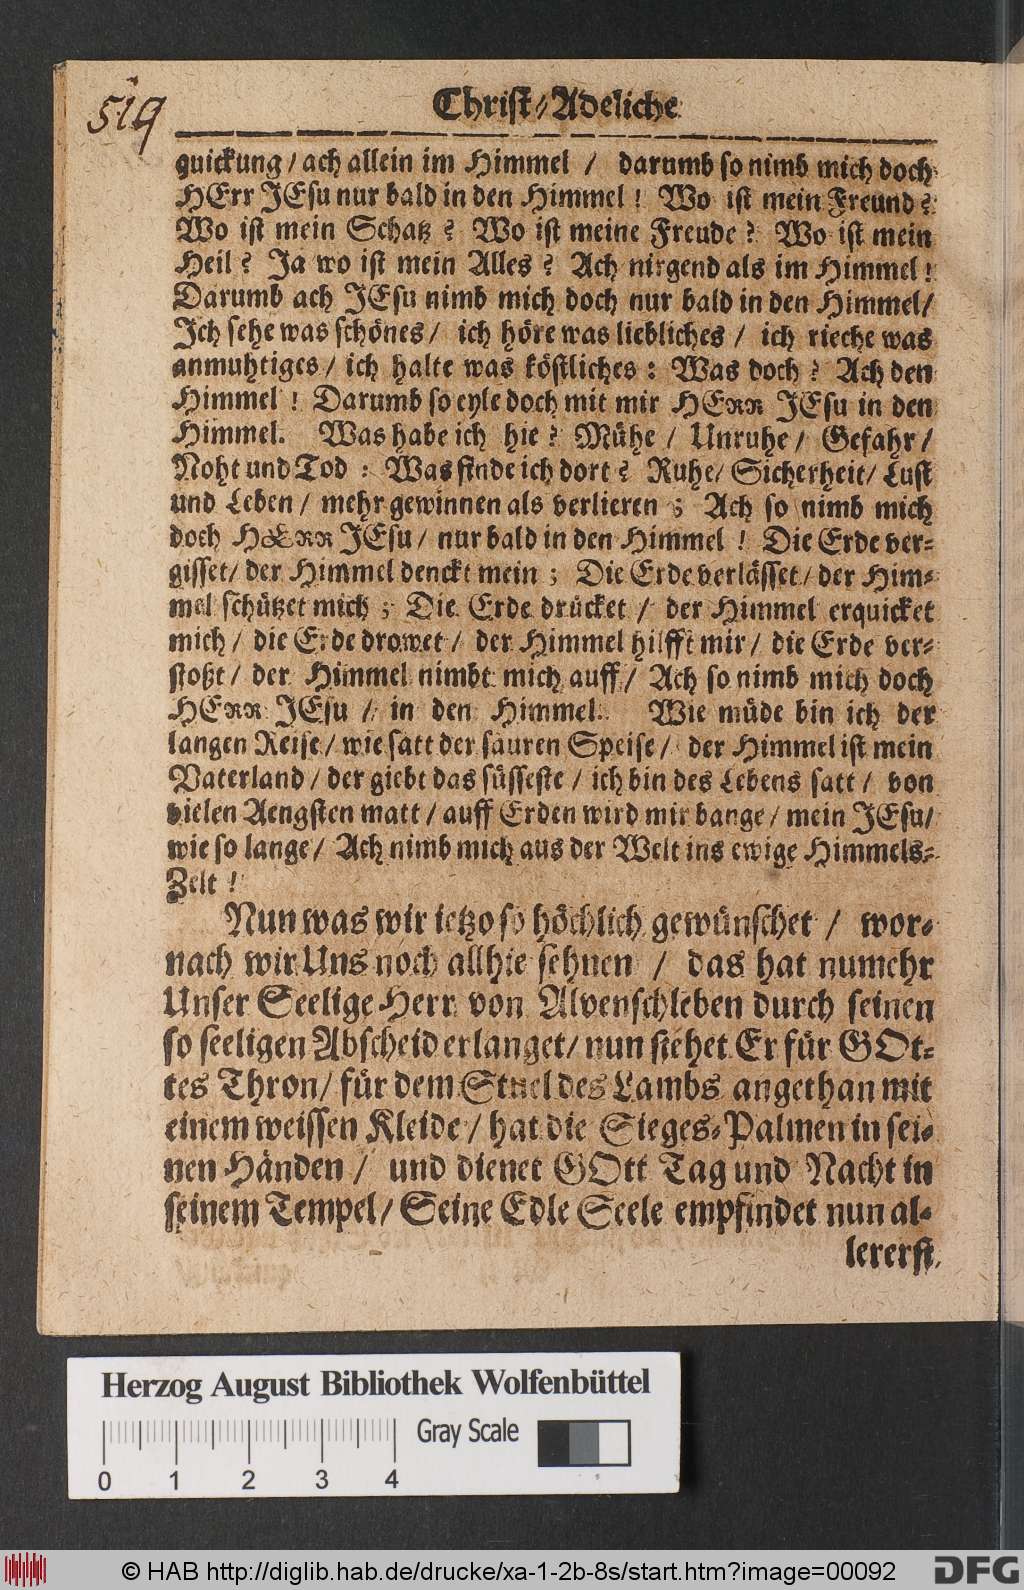 519
Christ-Adeliche
quickung / ach allein im Himmel / darumb so nimb mich doch
HErr JEsu nur bald in den Himmel ! Wo ist mein Freund ?
Wo ist mein Schatz ? Wo ist meine Freude ? Wo ist mein
Heil ? Ja wo ist mein Alles ? Ach nirgend als im Himmel !
Darumb ach JEsu nimb mich doch nur bald in den Himmel /
Ich sehe was schönes / ich höre was liebliches / ich rieche was
anmuhtiges / ich halte was köstliches : Was doch ? Ach den
Himmel ! Darumb so eyle doch mit mir HERR JEsu in den
Himmel. Was habe ich hie ? Mühe / Unruhe / Gefahr /
Noht und Tod : Was finde ich dort ? Ruhe / Sicherheit / Lust
und Leben / mehr gewinnen als verlieren ; Ach so nimb mich
doch HERR JEsu / nur bald in den Himmel ! Die Erde ver-
gisset / der Himmel denckt mein ; Die Erde verlässet / der Him-
mel schützet mich ; Die Erde drücket / der Himmel erquicket
mich / die Erde drowet / der Himmel hilfft mir / die Erde ver-
stoßt / der Himmel nimbt mich auff / Ach so nimb mich doch
HERR JEsu / in den Himmel. Wie müde bin ich der
langen Reise / wie satt der sauren Speise / der Himmel ist mein
Vaterland / der giebt das süsseste / ich bin des Lebens satt / von
vielen Aengsten matt / auff Erden wird mir bange / mein JEsu /
wie so lange / Ach nimb mich aus der Welt ins ewige Himmels-
Zelt !
Nun was wir ietzo so höchlich gewünschet / wor-
nach wir Uns noch allhie sehnen / das hat numehr
Unser Seelige Herr von Alvenschleben durch seinen
so seeligen Abscheid erlanget / nun stehet Er für GOt-
tes Thron / für dem Stuel des Lambs angethan mit
einem weissen Kleide / hat die Sieges-Palmen in sei-
nen Händen / und dienet GOtt Tag und Nacht in
seinem Tempel / Seine Edle Seele empfindet nun al-
lererst
Herzog August Bibliothek Wolfenbüttel
Gray Scale
0 1 2 3 4
© HAB http://diglib.hab.de/drucke/xa-1-2b-8s/start.htm?image=00092
DFG